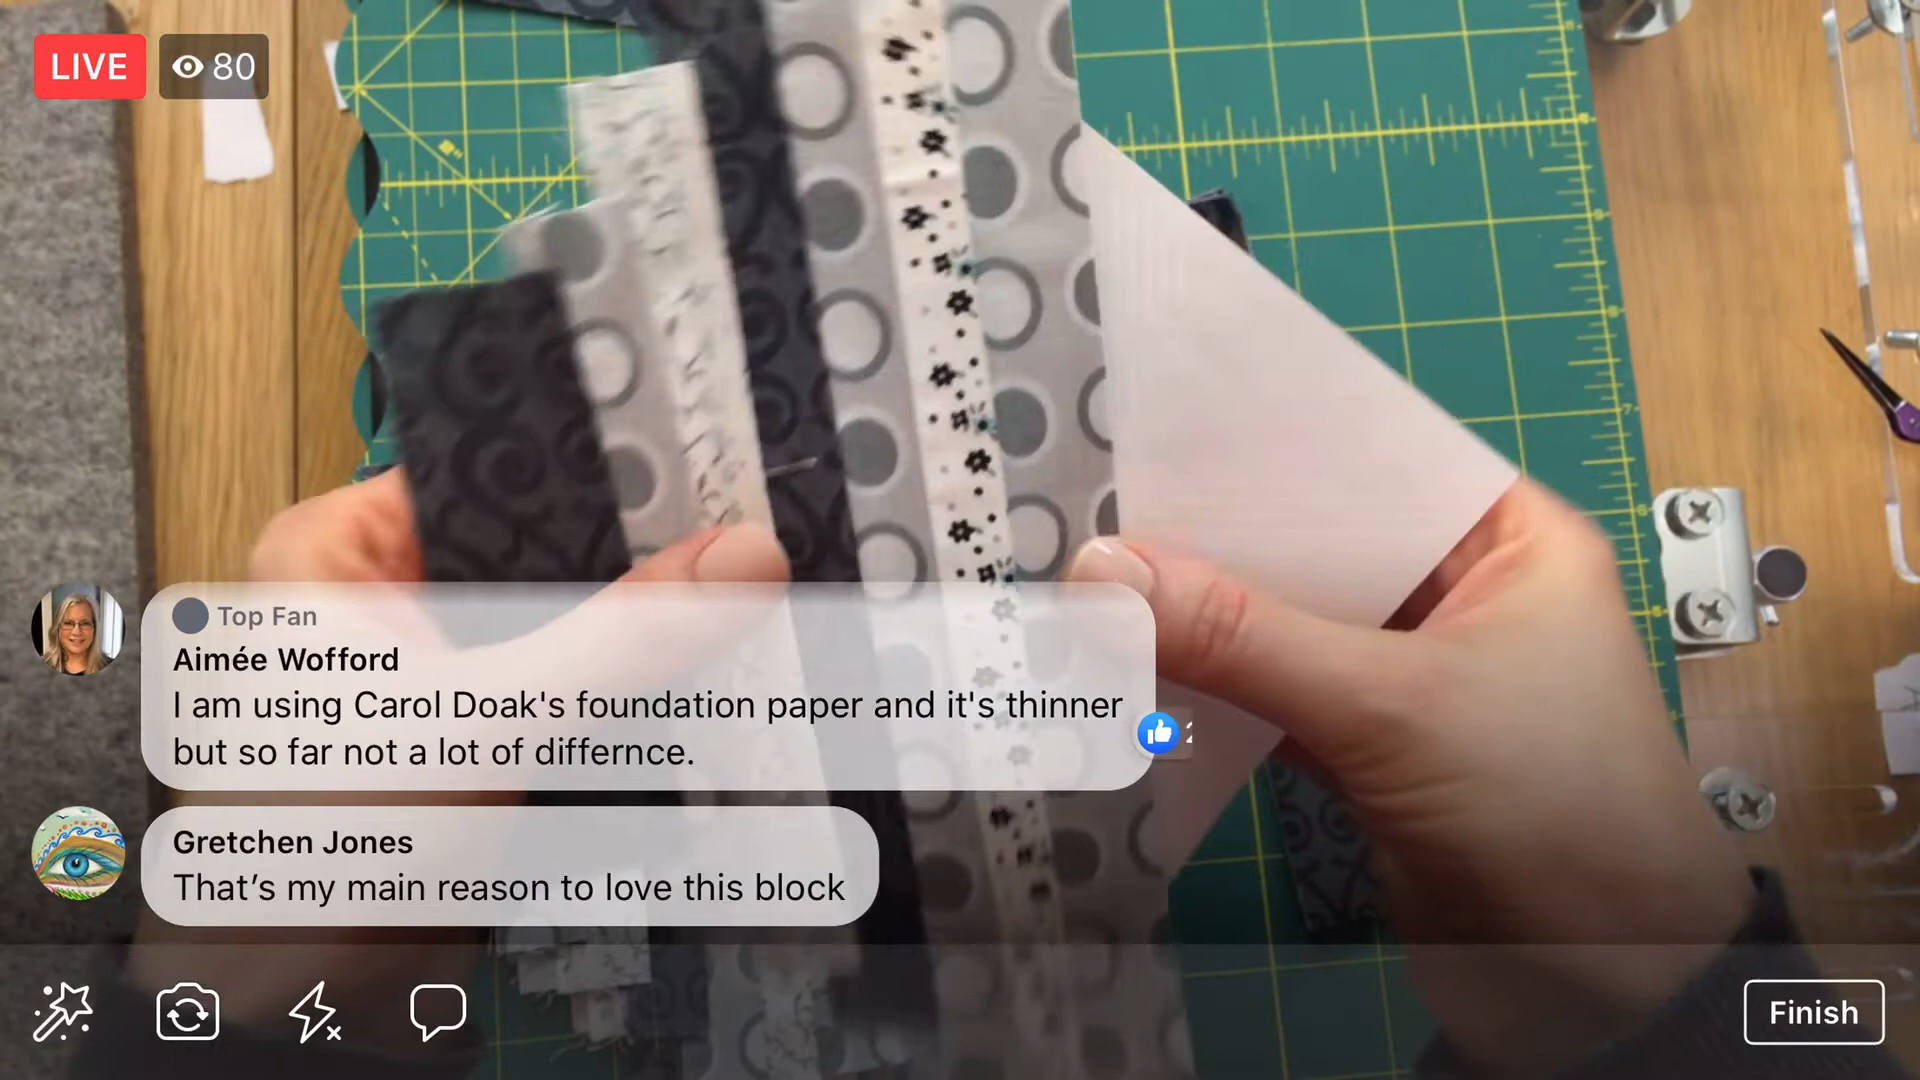 LIVE 80
Top Fan
Aimée Wofford
I am using Carol Doak's foundation paper and it's thinner
but so far not a lot of differnce.
Gretchen Jones
That's my main reason to love this block
Finish